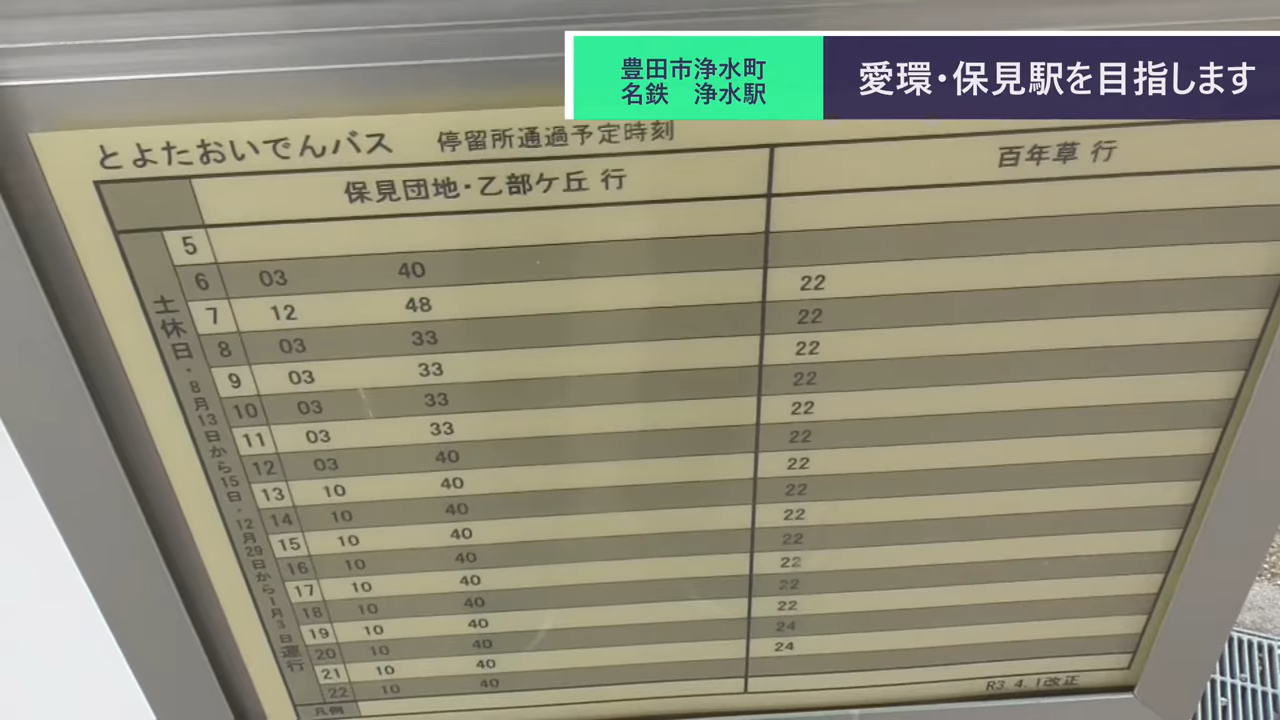 豊田市浄水町
名鉄　浄水駅
愛環・保見駅を目指します
とよたおいでんバス 停留所通過予定時刻
保見団地・乙部ケ丘 行 百年草 行
土休日・8月13日から15日・12月29日から1月3日運行
5
6 03 40
7 12 48 22
8 03 33 22
9 03 33 22
10 03 33 22
11 03 33 22
12 03 40 22
13 10 40 22
14 10 40 22
15 10 40 22
16 10 40 22
17 10 40 22
18 10 40 22
19 10 40 22
20 10 40 24
21 10 40 24
22 10 40
凡例
R3.4.1改正